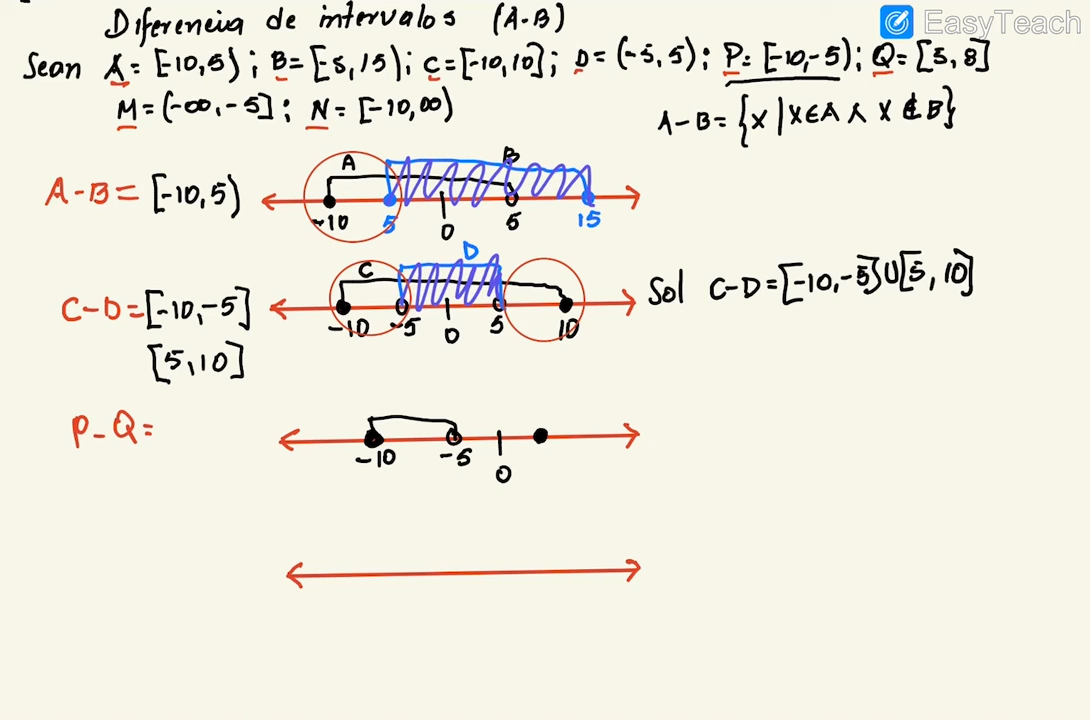 Diferencia de intervalos (A-B)
EasyTeach
Sean A = [-10,5) ; B = [-5,15) ; C = [-10,10] ; D = (-5,5) ; P = [-10,-5) ; Q = [5,8]
M = (-∞,-5] ; N = [-10,∞)
A-B = {x | x∈A ∧ x ∉ B}
A B
A-B = [-10,5)
-10 5 0 5 15
C D
C-D = [-10,-5]
-10 -5 0 5 10
Sol C-D = [-10,-5] U [5,10]
[5,10]
P-Q =
-10 -5 0